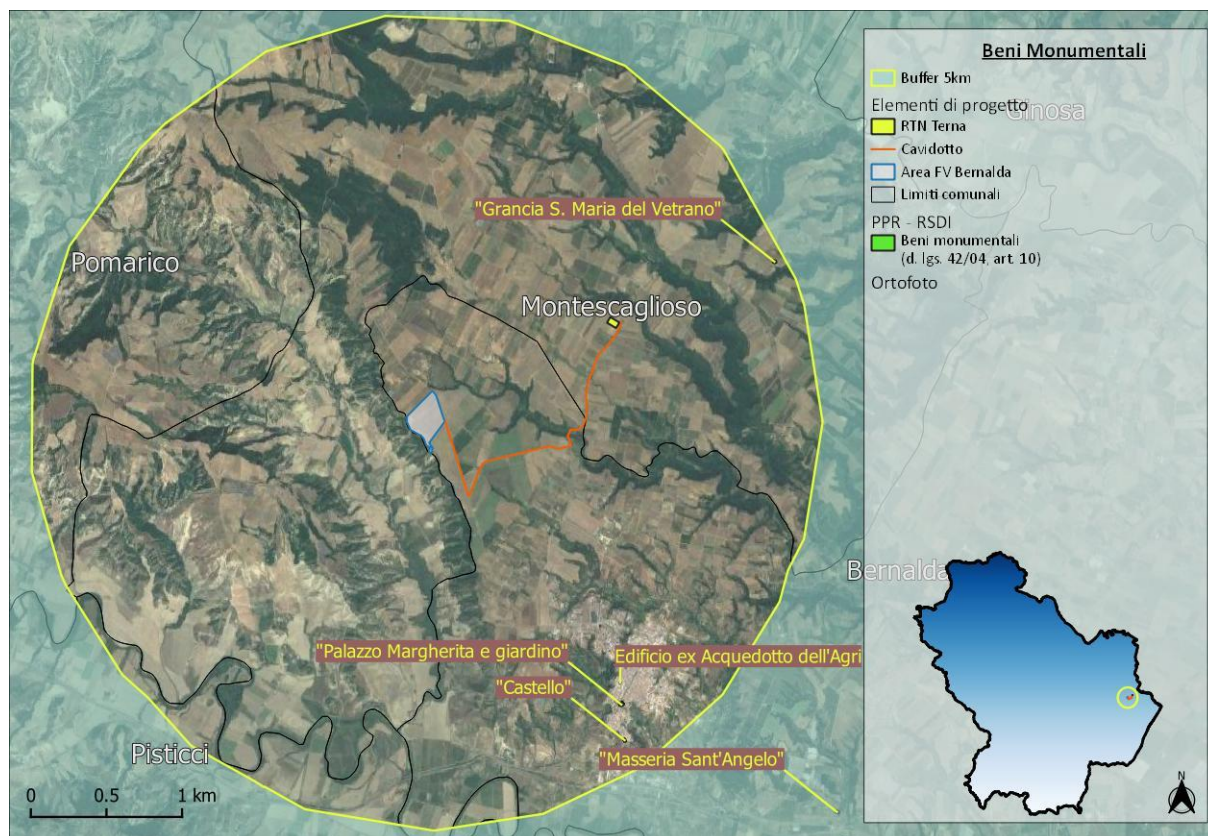 Beni Monumentali
Buffer 5km
Elementi di progetto
Ginosa
RTN Terna
Cavidotto
Area FV Bernalda
Limiti comunali
PPR - RSDI
Beni monumentali
(d. lgs. 42/04, art. 10)
Ortofoto
"Grancia S. Maria del Vetrano"
Pomarico
Montescaglioso
Bernalda
"Palazzo Margherita e giardino"
Edificio ex Acquedotto dell'Agri
"Castello"
"Masseria Sant'Angelo"
Pisticci
0 0.5 1 km
N